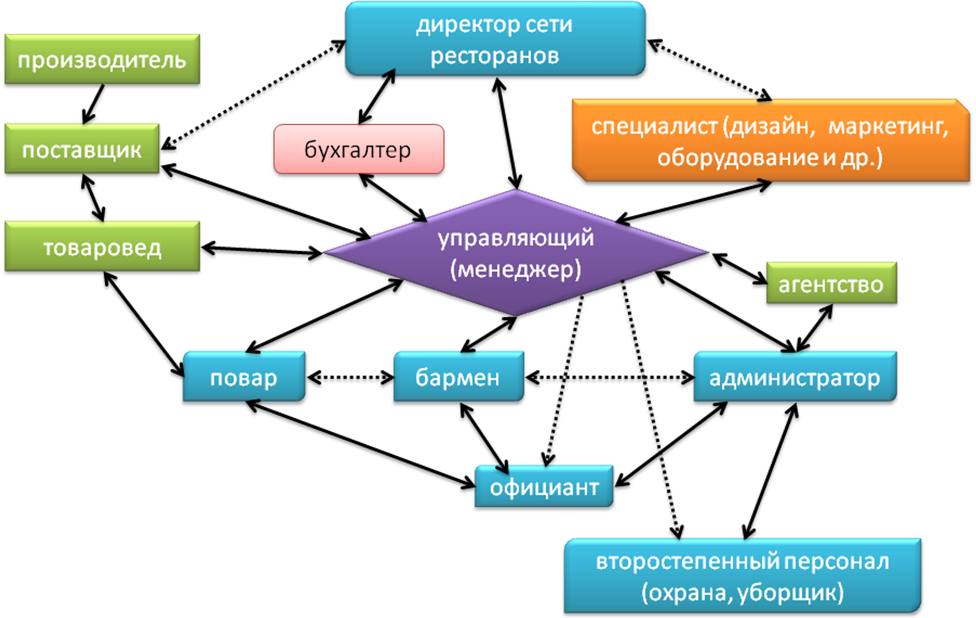 директор сети
ресторанов
производитель
специалист (дизайн, маркетинг,
оборудование и др.)
поставщик
бухгалтер
товаровед
управляющий
(менеджер)
агентство
повар
бармен
администратор
официант
второстепенный персонал
(охрана, уборщик)